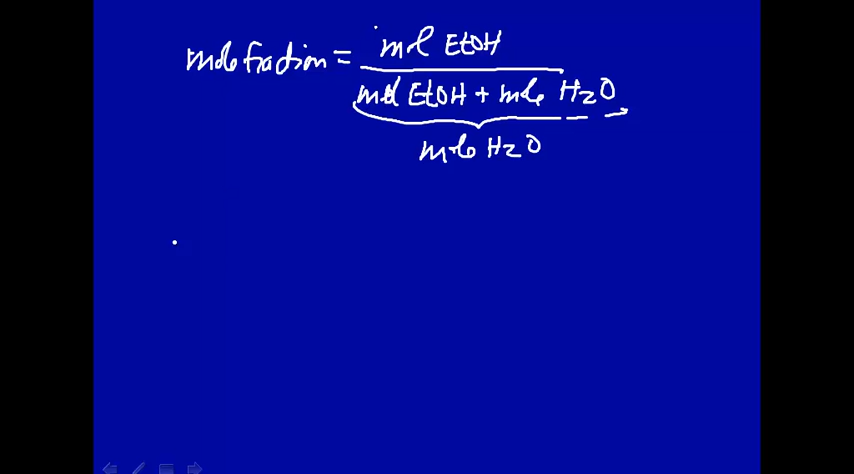 mole fraction = mol EtOH
mol EtOH + mole H2O
mole H2O